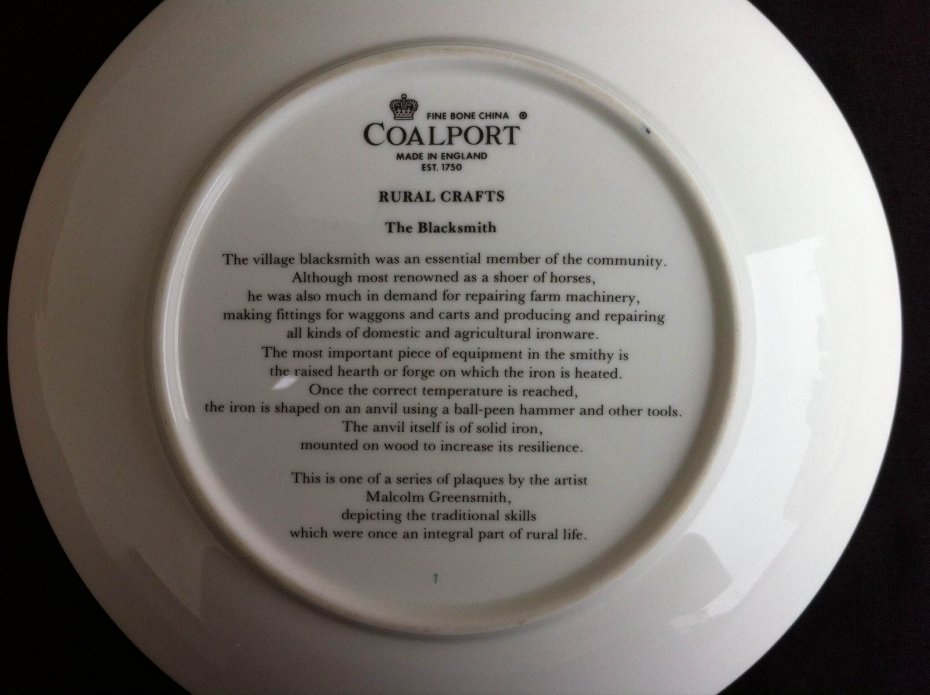 FINE BONE CHINA ®
COALPORT
MADE IN ENGLAND
EST. 1750
RURAL CRAFTS
The Blacksmith
The village blacksmith was an essential member of the community.
Although most renowned as a shoer of horses,
he was also much in demand for repairing farm machinery,
making fittings for waggons and carts and producing and repairing
all kinds of domestic and agricultural ironware.
The most important piece of equipment in the smithy is
the raised hearth or forge on which the iron is heated.
Once the correct temperature is reached,
the iron is shaped on an anvil using a ball-peen hammer and other tools.
The anvil itself is of solid iron,
mounted on wood to increase its resilience.
This is one of a series of plaques by the artist
Malcolm Greensmith,
depicting the traditional skills
which were once an integral part of rural life.
1